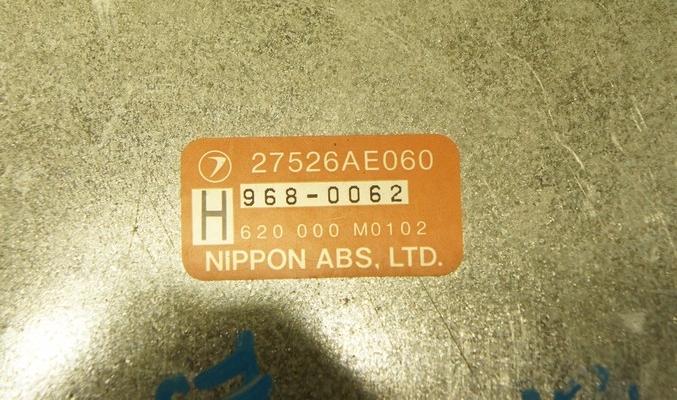 27526AE060
H 968-0062
620 000 M0102
NIPPON ABS, LTD.